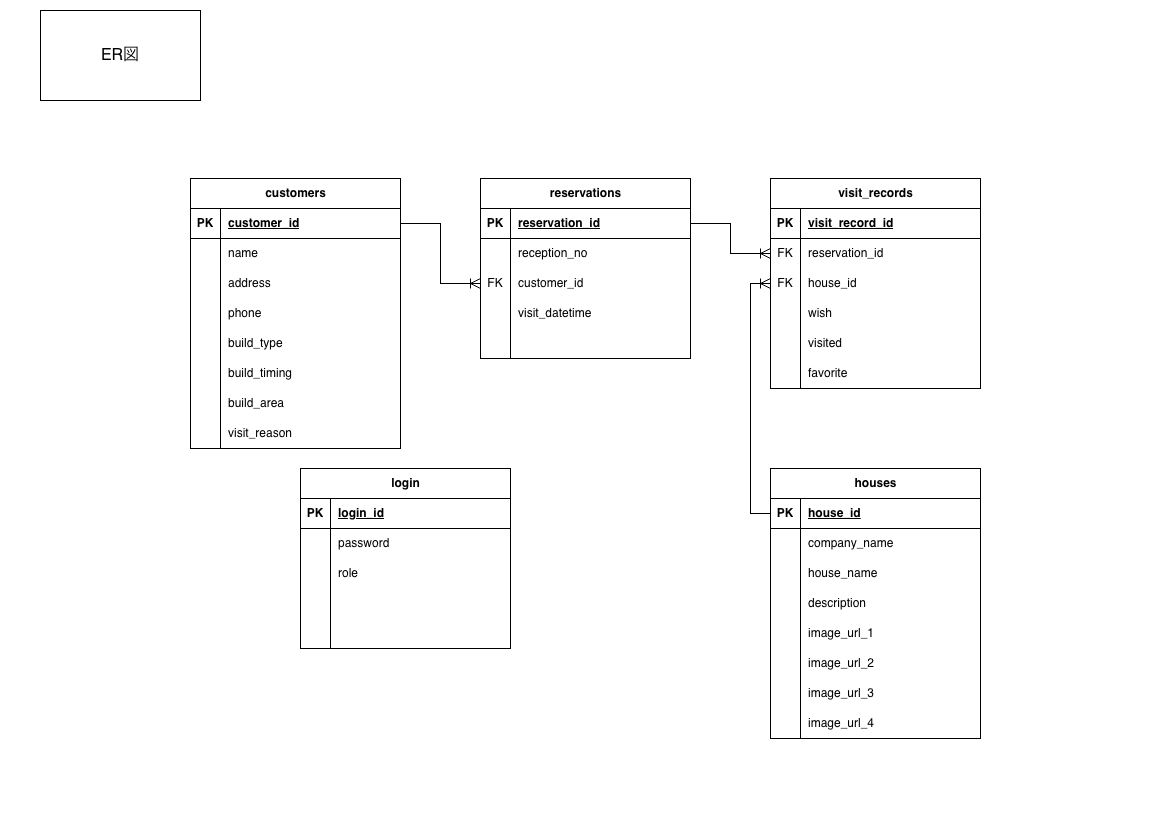 ER図
customers
PK customer_id
name
address
phone
build_type
build_timing
build_area
visit_reason
reservations
PK reservation_id
reception_no
FK customer_id
visit_datetime
visit_records
PK visit_record_id
FK reservation_id
FK house_id
wish
visited
favorite
login
PK login_id
password
role
houses
PK house_id
company_name
house_name
description
image_url_1
image_url_2
image_url_3
image_url_4